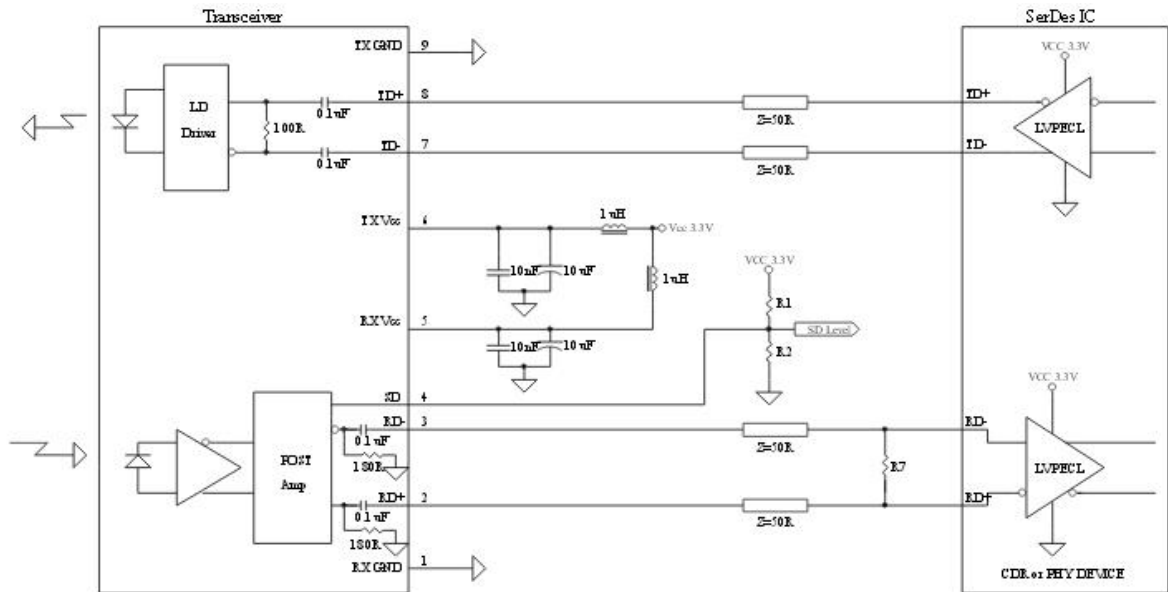 Transceiver
SerDes IC
TX GND
9
VCC 3.3V
LD
Driver
100R
0.1uF
TD+
8
Z=50R
TD+
LVPECL
0.1uF
TD-
7
Z=50R
TD-
TX Vcc
6
1uH
Vcc 3.3V
10nF
10uF
1uH
VCC 3.3V
R1
SD Level
R2
RX Vcc
5
10nF
10uF
SD
4
VCC 3.3V
RD-
3
0.1uF
180R
Z=50R
RD-
POST
Amp
R7
LVPECL
RD+
2
0.1uF
180R
Z=50R
RD+
RX GND
1
CDR or PHY DEVICE